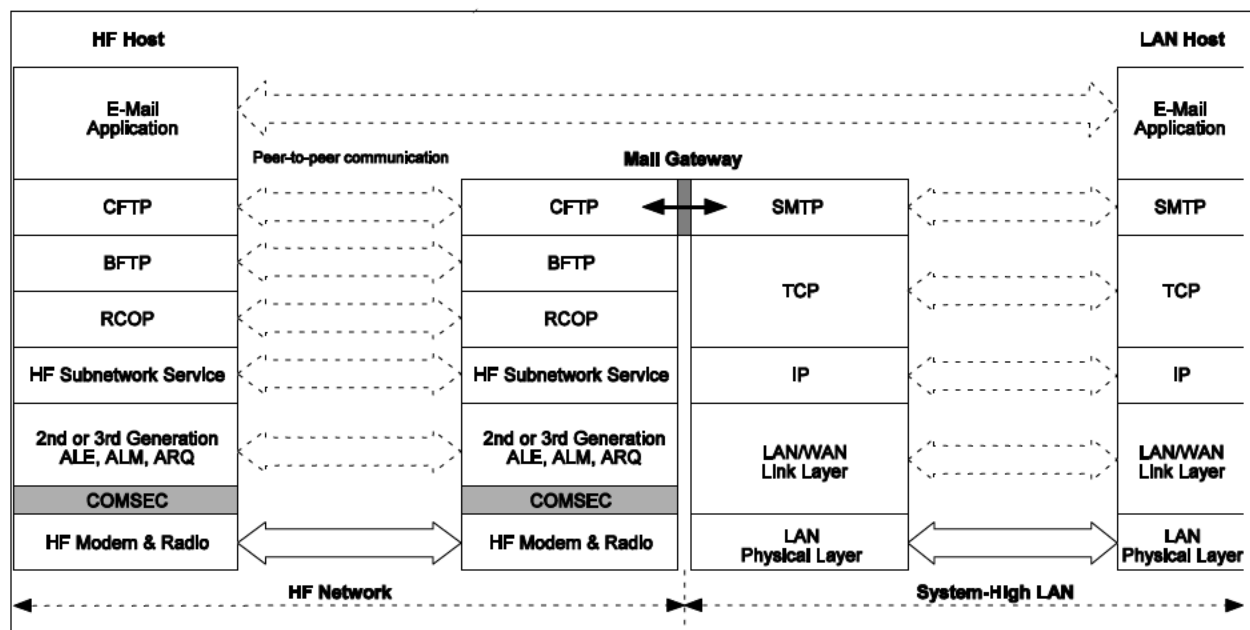 HF Host
LAN Host
E-Mail
Application
E-Mail
Application
Peer-to-peer communication
Mail Gateway
CFTP
CFTP
SMTP
SMTP
BFTP
BFTP
TCP
TCP
RCOP
RCOP
HF Subnetwork Service
HF Subnetwork Service
IP
IP
2nd or 3rd Generation
ALE, ALM, ARQ
2nd or 3rd Generation
ALE, ALM, ARQ
LAN/WAN
Link Layer
LAN/WAN
Link Layer
COMSEC
COMSEC
HF Modem & Radio
HF Modem & Radio
LAN
Physical Layer
LAN
Physical Layer
HF Network
System-High LAN